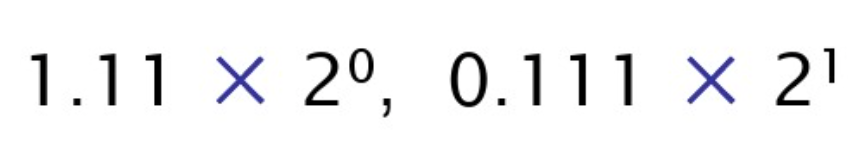 1.11 × 2⁰, 0.111 × 2¹